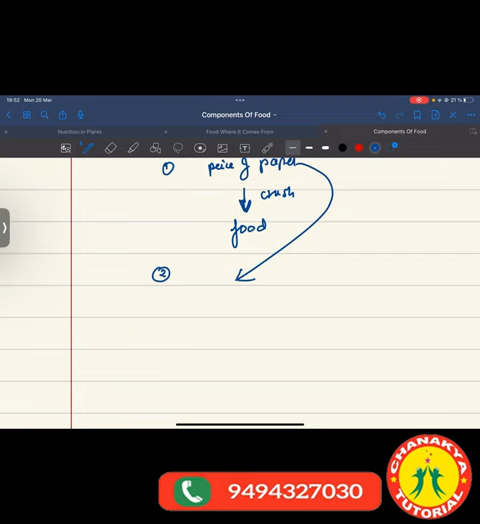 19:52 Mon 20 Mar
21 %
Components Of Food
Nutrition In Plants
Food Where It Comes From
Components Of Food
① peice of paper
crush
food
②
9494327030
CHANAKYA
TUTORIAL